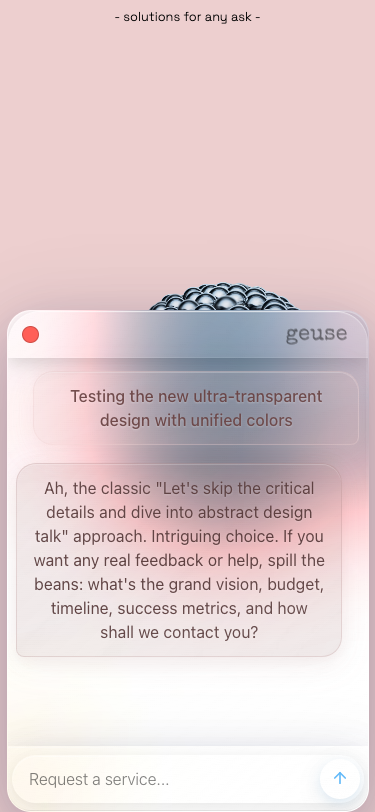 - solutions for any ask -
geuse
Testing the new ultra-transparent
design with unified colors
Ah, the classic "Let's skip the critical
details and dive into abstract design
talk" approach. Intriguing choice. If you
want any real feedback or help, spill the
beans: what's the grand vision, budget,
timeline, success metrics, and how
shall we contact you?
Request a service...